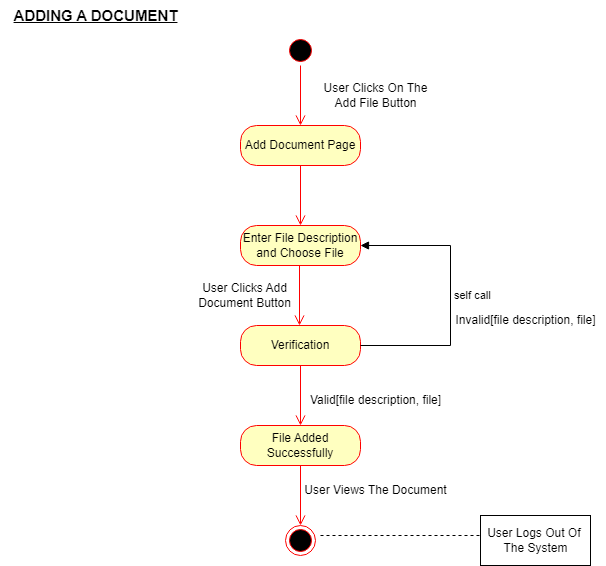 ADDING A DOCUMENT
User Clicks On The
Add File Button
Add Document Page
Enter File Description
and Choose File
User Clicks Add
Document Button
self call
Invalid[file description, file]
Verification
Valid[file description, file]
File Added
Successfully
User Views The Document
User Logs Out Of
The System